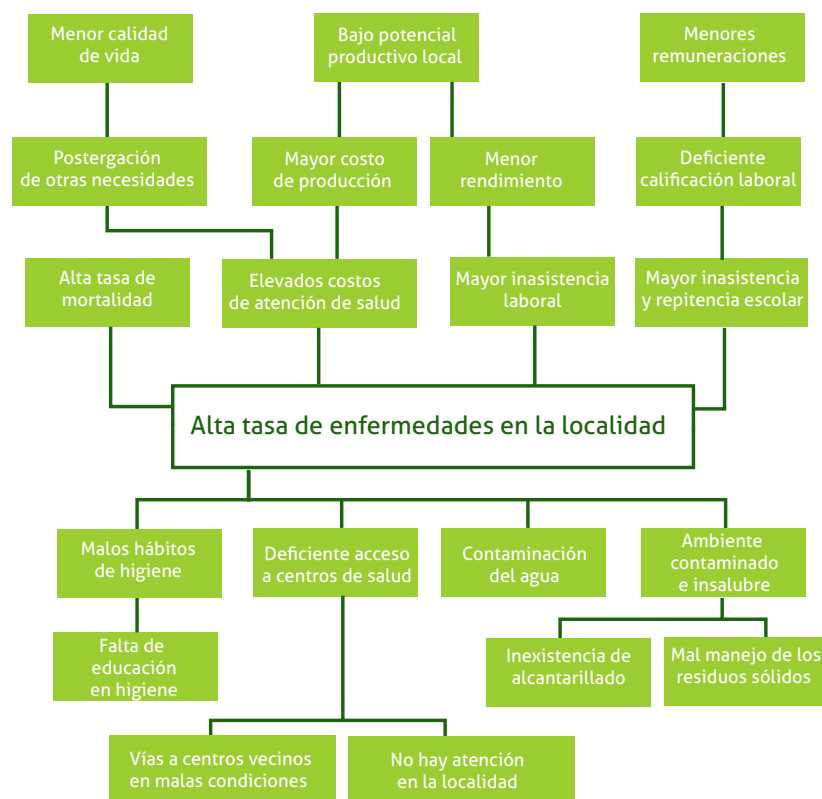 Menor calidad
de vida
Bajo potencial
productivo local
Menores
remuneraciones
Postergación
de otras necesidades
Mayor costo
de producción
Menor
rendimiento
Deficiente
calificación laboral
Alta tasa de
mortalidad
Elevados costos
de atención de salud
Mayor inasistencia
laboral
Mayor inasistencia
y repitencia escolar
Alta tasa de enfermedades en la localidad
Malos hábitos
de higiene
Deficiente acceso
a centros de salud
Contaminación
del agua
Ambiente
contaminado
e insalubre
Falta de
educación
en higiene
Inexistencia de
alcantarillado
Mal manejo de los
residuos sólidos
Vías a centros vecinos
en malas condiciones
No hay atención
en la localidad